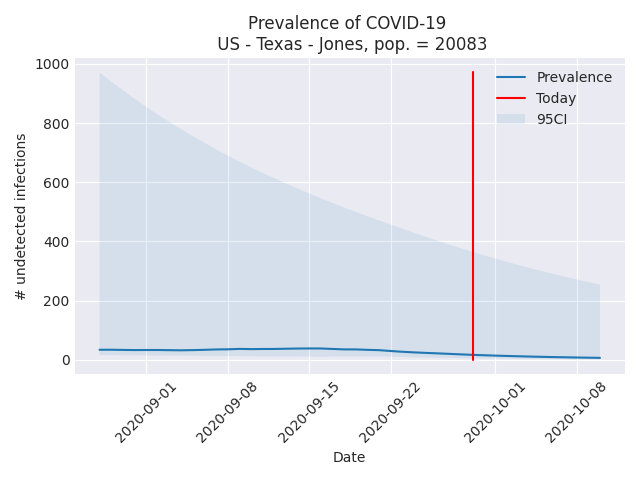 Prevalence of COVID-19
US - Texas - Jones, pop. = 20083
1000
800
600
400
200
0
# undetected infections
Prevalence
Today
95CI
2020-09-01
2020-09-08
2020-09-15
2020-09-22
2020-10-01
2020-10-08
Date